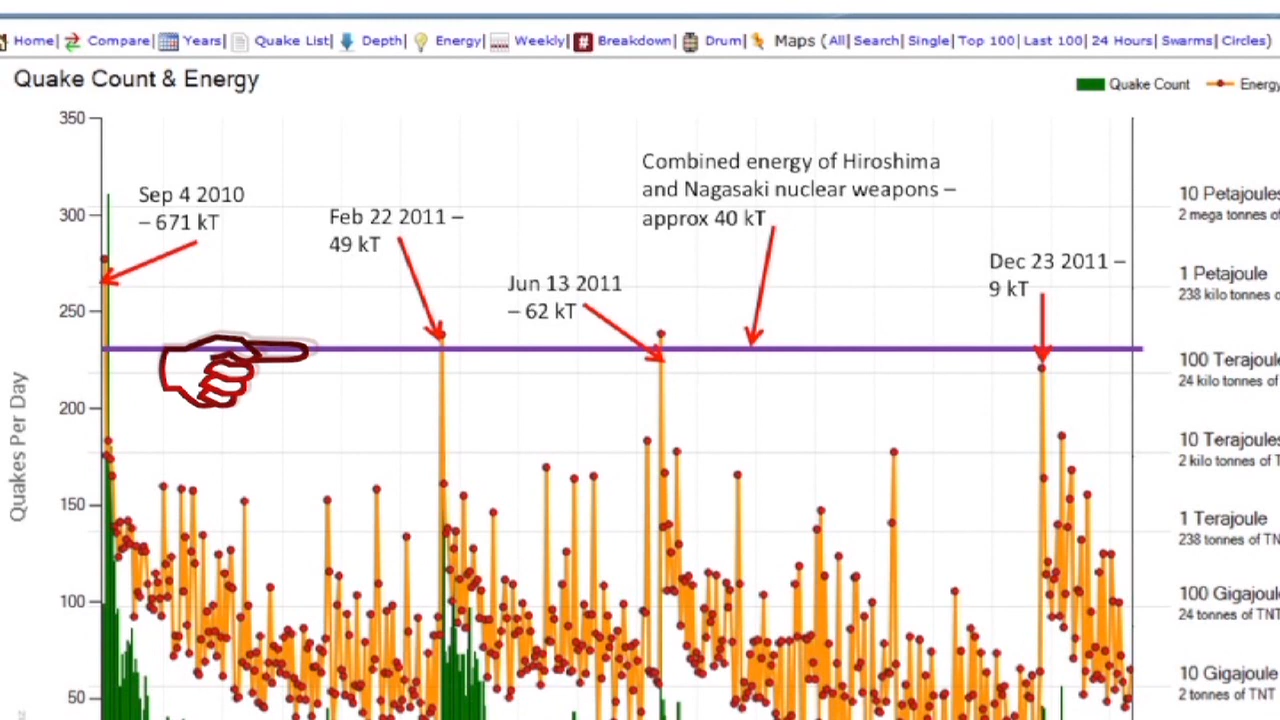 Home| Compare| Years| Quake List| Depth| Energy| Weekly| Breakdown| Drum| Maps (All| Search| Single| Top 100| Last 100| 24 Hours| Swarms| Circles)
Quake Count & Energy
Quake Count Energy
350
300
250
200
150
100
50
Quakes Per Day
Sep 4 2010
– 671 kT
Feb 22 2011 –
49 kT
Jun 13 2011
– 62 kT
Combined energy of Hiroshima
and Nagasaki nuclear weapons –
approx 40 kT
Dec 23 2011 –
9 kT
10 Petajoules
2 mega tonnes of
1 Petajoule
238 kilo tonnes o
100 Terajoule
24 kilo tonnes of
10 Terajoules
2 kilo tonnes of T
1 Terajoule
238 tonnes of TN
100 Gigajoul
24 tonnes of TNT
10 Gigajoule
2 tonnes of TNT